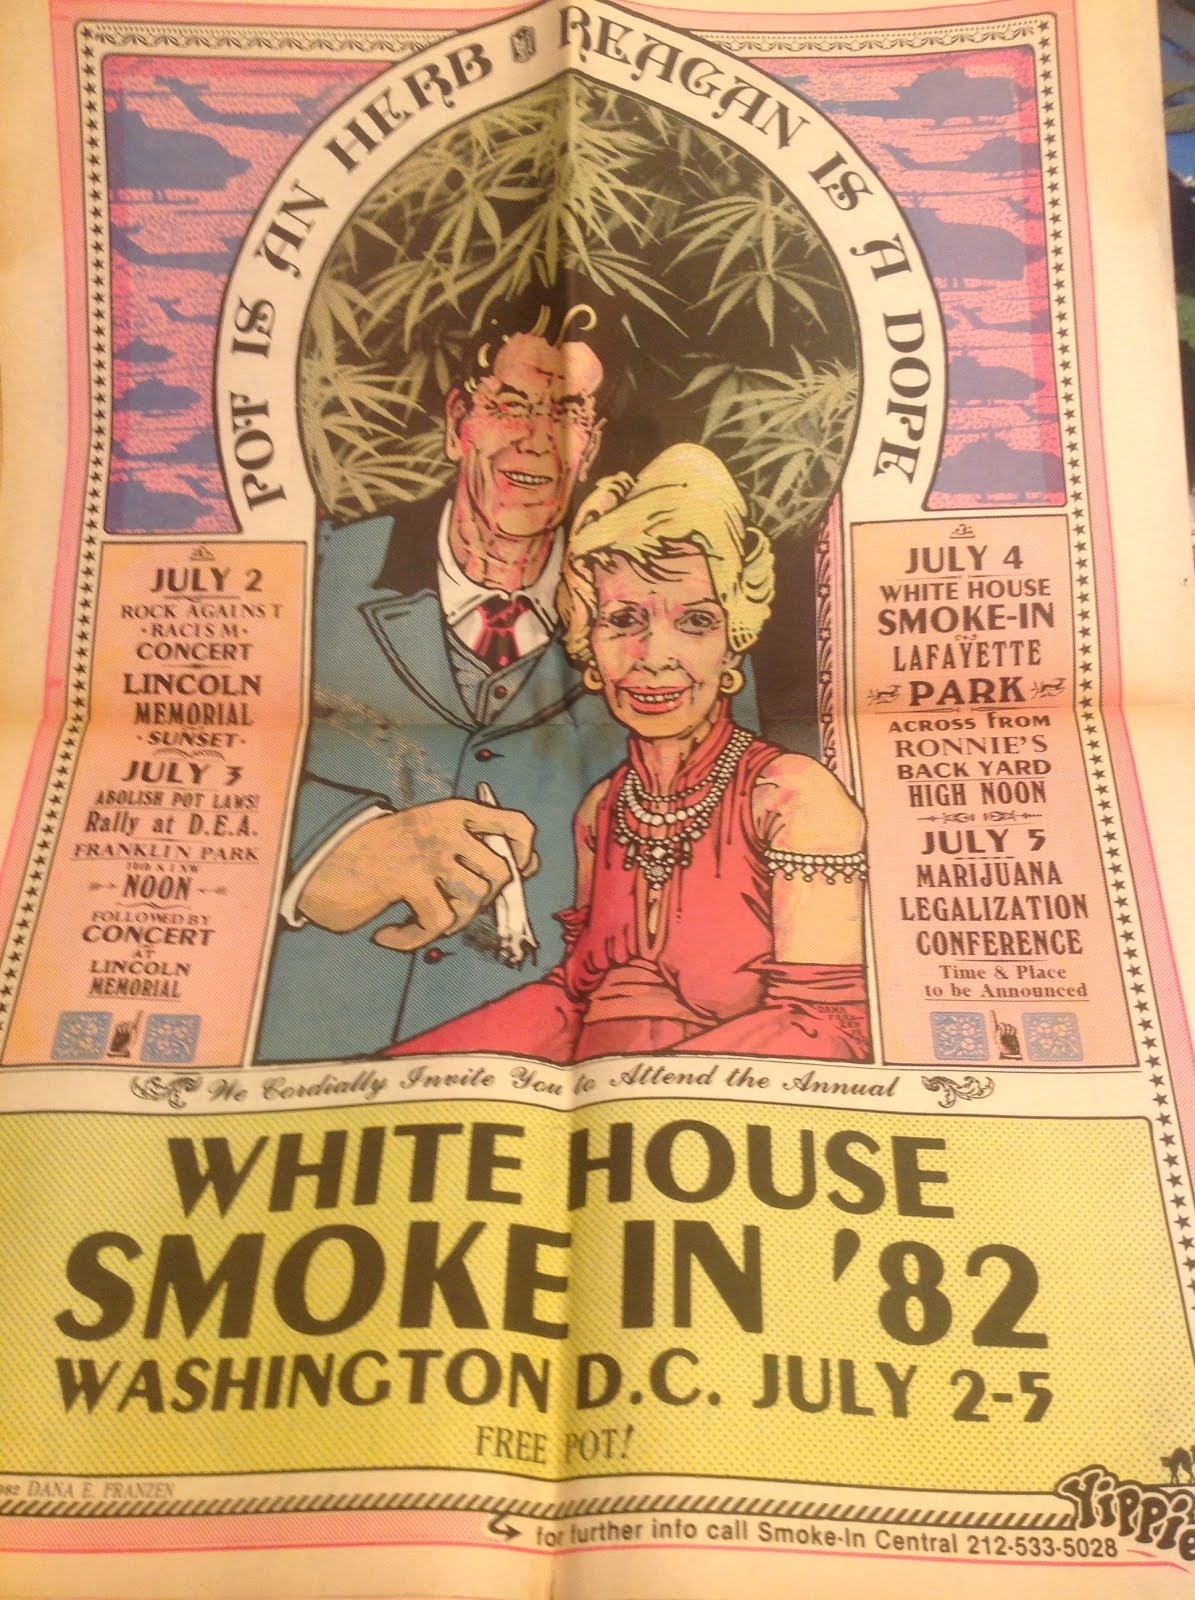 POT IS AN HERB REAGAN IS A DOPE
JULY 2
ROCK AGAINST
·RACISM·
CONCERT
LINCOLN
MEMORIAL
·SUNSET·
JULY 3
ABOLISH POT LAWS!
Rally at D.E.A.
FRANKLIN PARK
NOON
FOLLOWED BY
CONCERT
AT
LINCOLN
MEMORIAL
JULY 4
WHITE HOUSE
SMOKE-IN
LAFAYETTE
PARK
ACROSS FROM
RONNIE'S
BACK YARD
HIGH NOON
JULY 5
MARIJUANA
LEGALIZATION
CONFERENCE
Time & Place
to be Announced
DANA
FRAN-
ZEN
We Cordially Invite You to Attend the Annual
WHITE HOUSE
SMOKE IN '82
WASHINGTON D.C. JULY 2-5
FREE POT!
982 DANA E. FRANZEN
Yippie
for further info call Smoke-In Central 212-533-5028